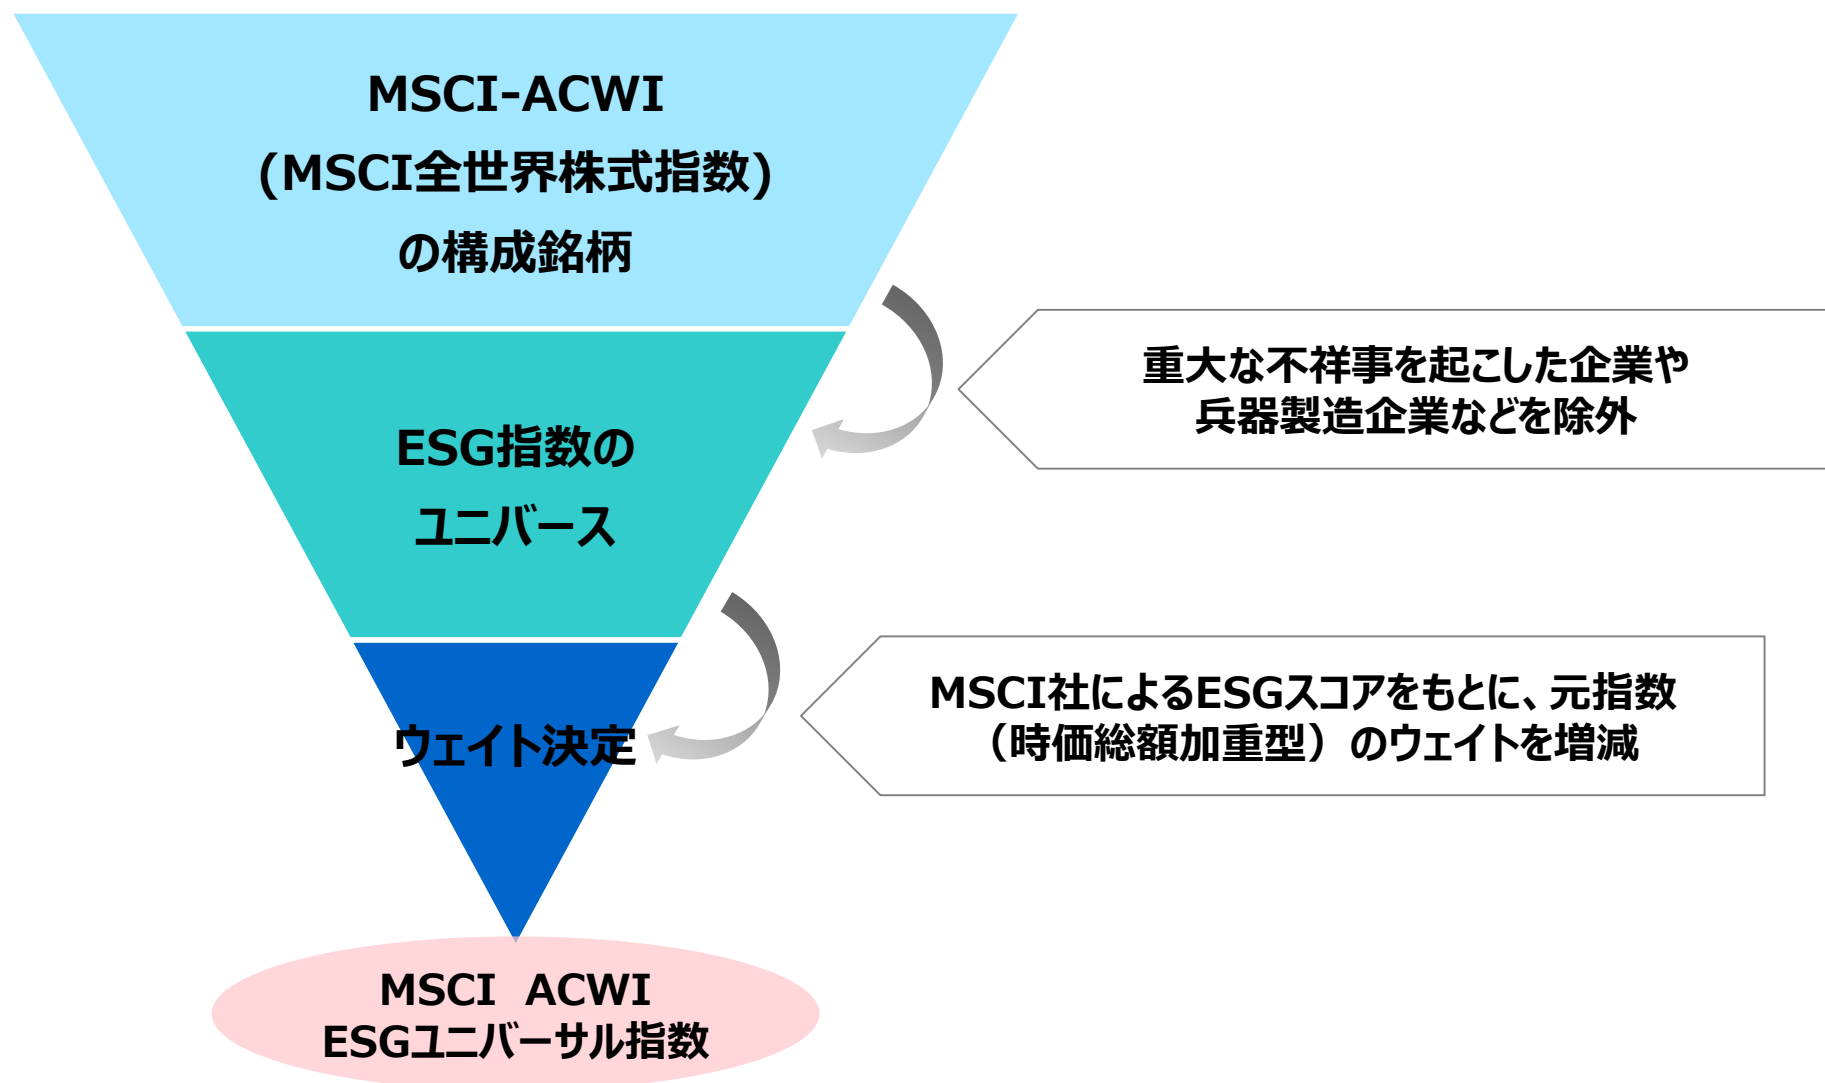 MSCI-ACWI
(MSCI全世界株式指数)
の構成銘柄
重大な不祥事を起こした企業や
兵器製造企業などを除外
ESG指数の
ユニバース
MSCI社によるESGスコアをもとに、元指数
（時価総額加重型）のウェイトを増減
ウェイト決定
MSCI　ACWI
ESGユニバーサル指数